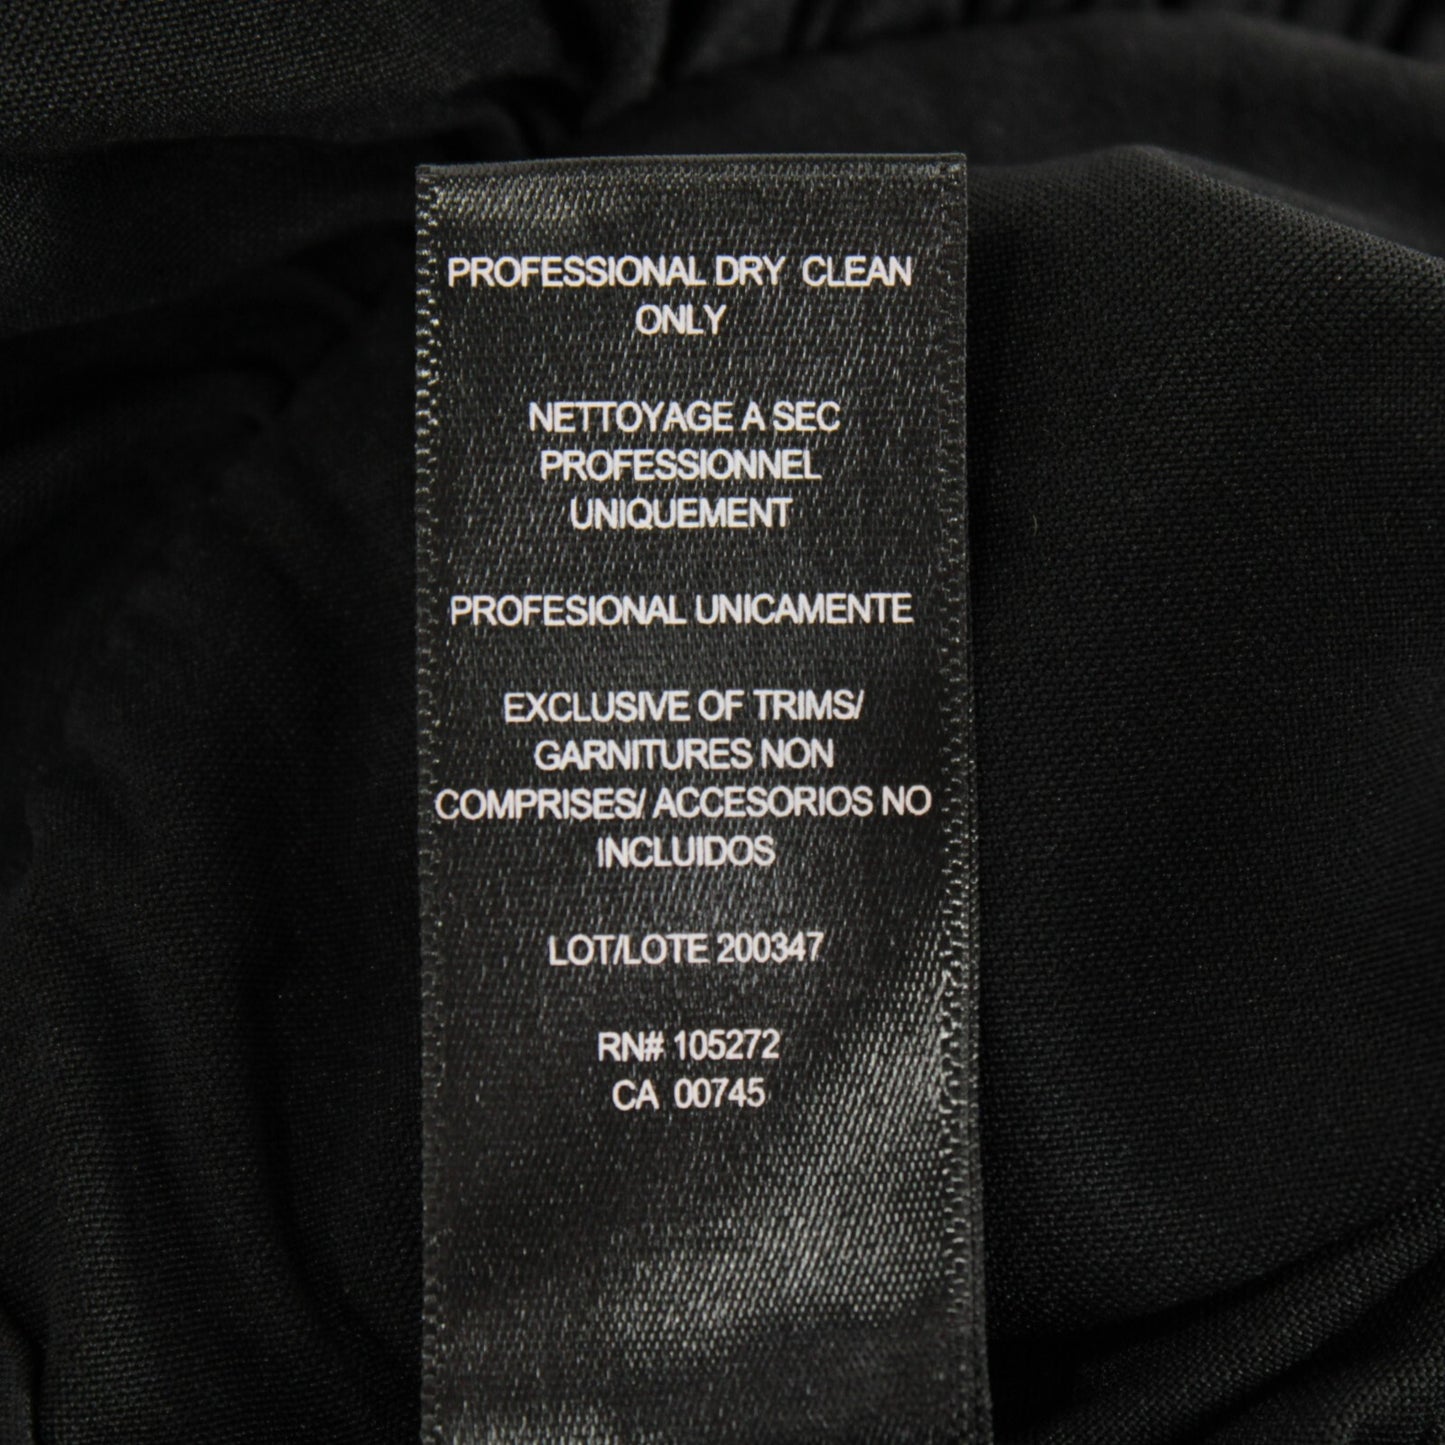 PROFESSIONAL DRY CLEAN
ONLY
NETTOYAGE A SEC
PROFESSIONNEL
UNIQUEMENT
PROFESIONAL UNICAMENTE
EXCLUSIVE OF TRIMS/
GARNITURES NON
COMPRISES/ ACCESORIOS NO
INCLUIDOS
LOT/LOTE 200347
RN# 105272
CA 00745